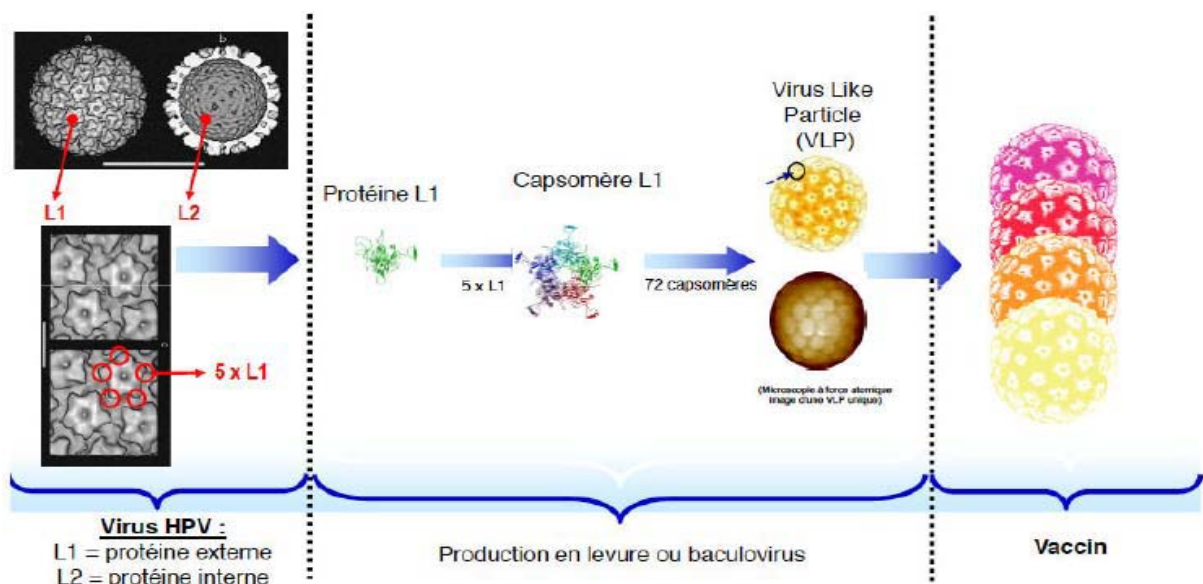 a
b
L1
L2
5 x L1
Virus HPV :
L1 = protéine externe
L2 = protéine interne
Protéine L1
5 x L1
Capsomère L1
72 capsomères
Virus Like
Particle
(VLP)
(Microscopie à force atomique
image d'une VLP unique)
Production en levure ou baculovirus
Vaccin